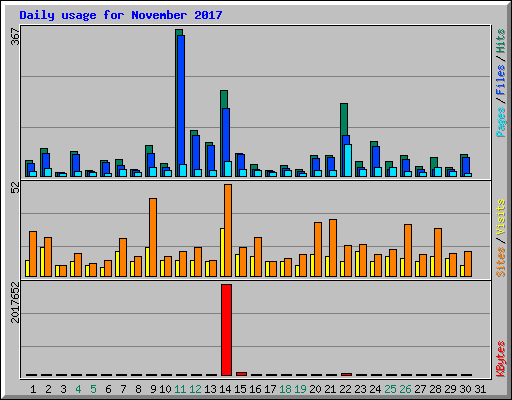 Daily usage for November 2017
367
Pages / Files / Hits
52
Sites / Visits
2017652
KBytes
1 2 3 4 5 6 7 8 9 10 11 12 13 14 15 16 17 18 19 20 21 22 23 24 25 26 27 28 29 30 31